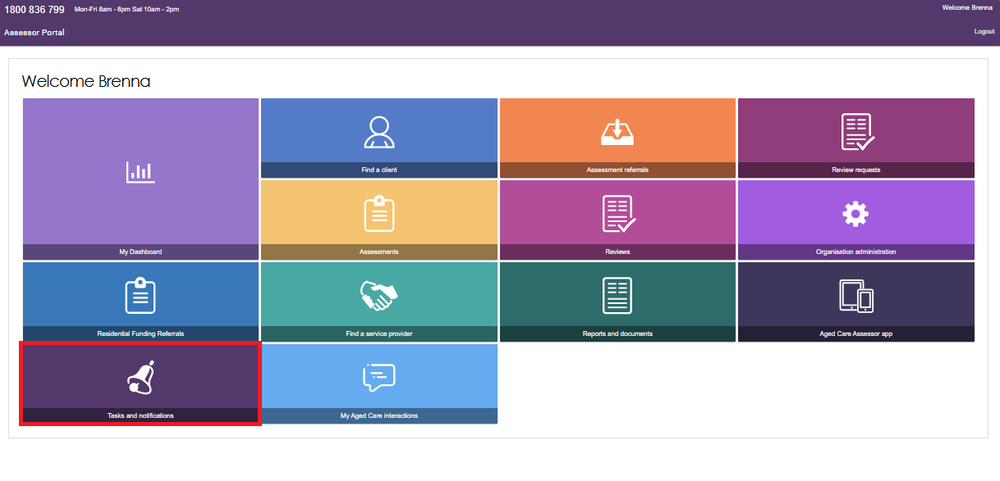 1800 836 799 Mon-Fri 8am - 8pm Sat 10am - 2pm
Welcome Brenna
Assessor Portal
Logout
Welcome Brenna
Find a client
Assessment referrals
Review requests
My Dashboard
Assessments
Reviews
Organisation administration
Residential Funding Referrals
Find a service provider
Reports and documents
Aged Care Assessor app
Tasks and notifications
My Aged Care interactions